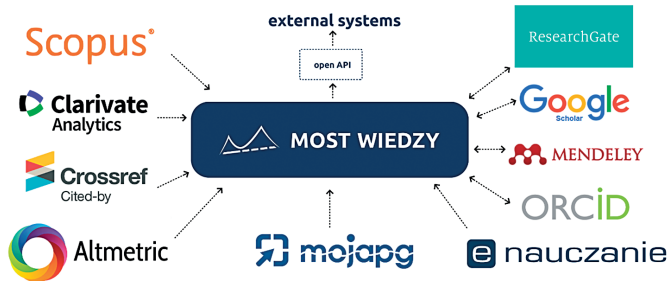 Scopus®
external systems
open API
ResearchGate
Clarivate
Analytics
MOST WIEDZY
Google
Scholar
Crossref
Cited-by
MENDELEY
ORCID
Altmetric
mojapg
e nauczanie